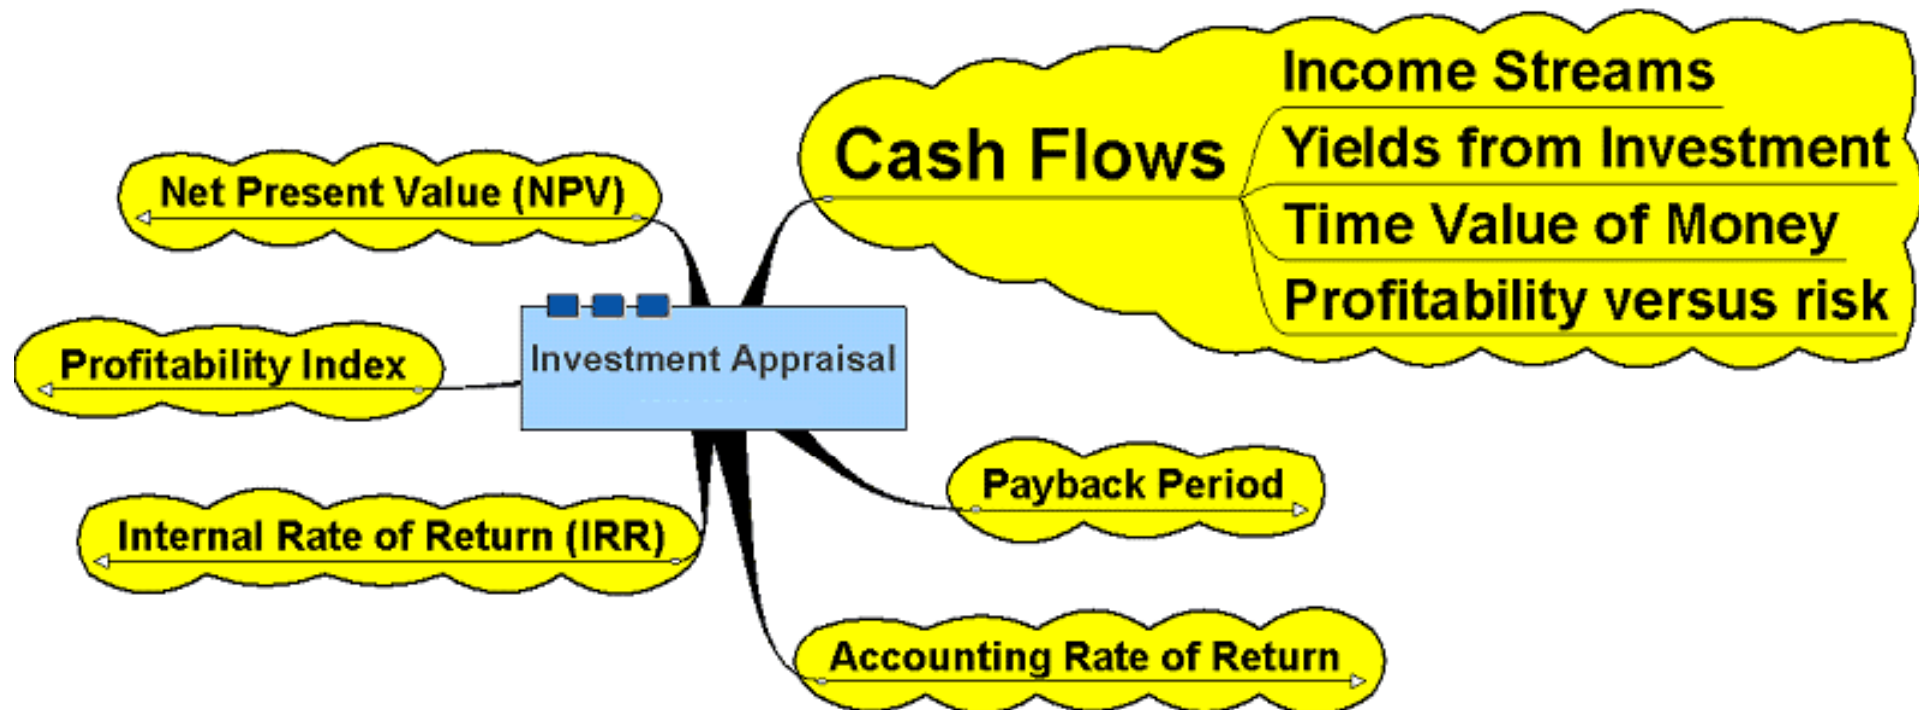 Income Streams
Cash Flows
Yields from Investment
Time Value of Money
Profitability versus risk
Net Present Value (NPV)
Profitability Index
Investment Appraisal
Internal Rate of Return (IRR)
Payback Period
Accounting Rate of Return